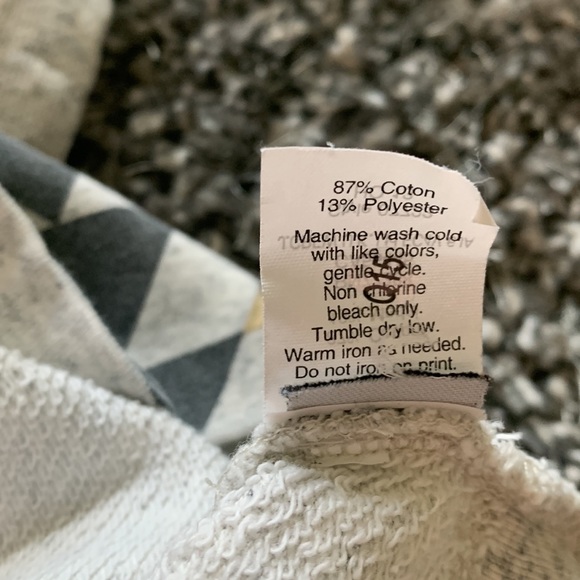 87% Coton
13% Polyester
Machine wash cold
with like colors,
gentle cycle.
Non chlorine
bleach only.
Tumble dry low.
Warm iron as needed.
Do not iron on print.
015